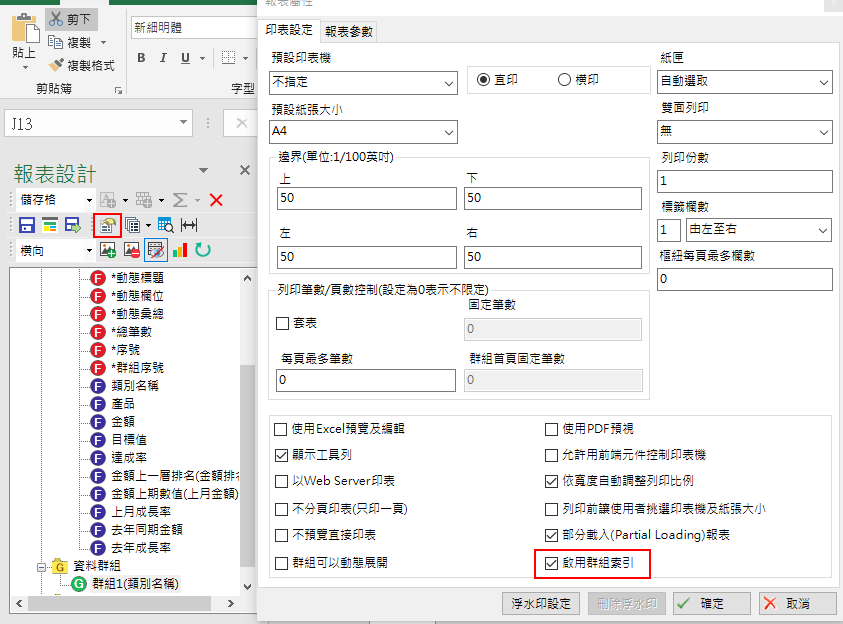 剪下
複製
複製格式
貼上
剪貼簿
新細明體
B I U
字型
J13
報表設計
儲存格
橫向
*動態標題
*動態欄位
*動態彙總
*總筆數
*序號
*群組序號
類別名稱
產品
金額
目標值
達成率
金額上一層排名(金額排名
金額上期數值(上月金額)
上月成長率
去年同期金額
去年成長率
資料群組
群組1(類別名稱)
報表屬性
印表設定
報表參數
預設印表機
不指定
直印
橫印
預設紙張大小
A4
邊界(單位:1/100英吋)
上
50
下
50
左
50
右
50
列印筆數/頁數控制(設定為0表示不限定)
套表
固定筆數
0
每頁最多筆數
0
群組首頁固定筆數
0
紙匣
自動選取
雙面列印
無
列印份數
1
標籤欄數
1
由左至右
樞紐每頁最多欄數
0
使用Excel預覽及編輯
使用PDF預視
顯示工具列
允許用前端元件控制印表機
以Web Server印表
依寬度自動調整列印比例
不分頁印表(只印一頁)
列印前讓使用者挑選印表機及紙張大小
不預覽直接印表
部分載入(Partial Loading)報表
群組可以動態展開
啟用群組索引
浮水印設定
刪除浮水印
確定
取消